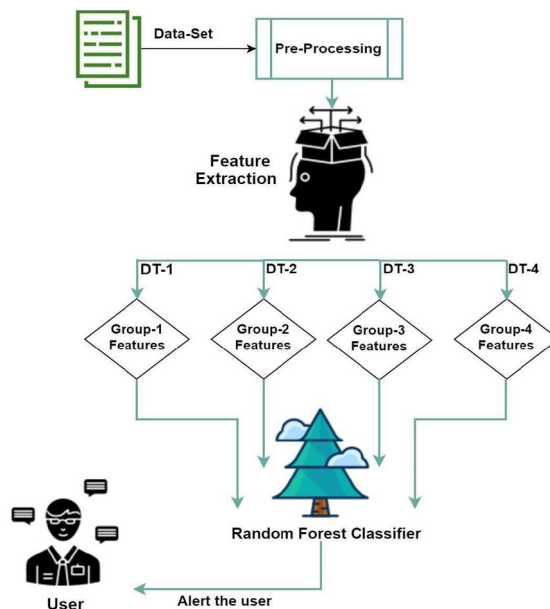 Data-Set
Pre-Processing
Feature
Extraction
DT-1
DT-2
DT-3
DT-4
Group-1
Features
Group-2
Features
Group-3
Features
Group-4
Features
Random Forest Classifier
Alert the user
User